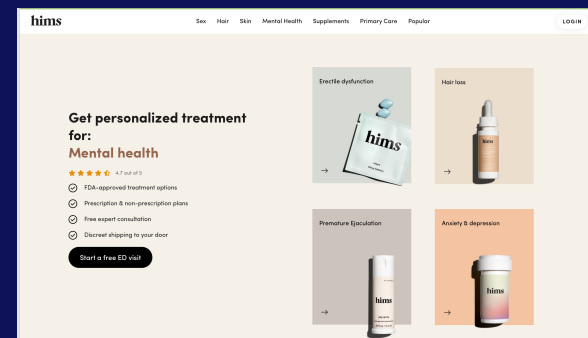 hims
Sex Hair Skin Mental Health Supplements Primary Care Popular
LOGIN
Get personalized treatment
for:
Mental health
4.7 out of 5
FDA-approved treatment options
Prescription & non-prescription plans
Free expert consultation
Discreet shipping to your door
Start a free ED visit
Erectile dysfunction
hims
Hair loss
hims
Premature Ejaculation
hims
Anxiety & depression
hims